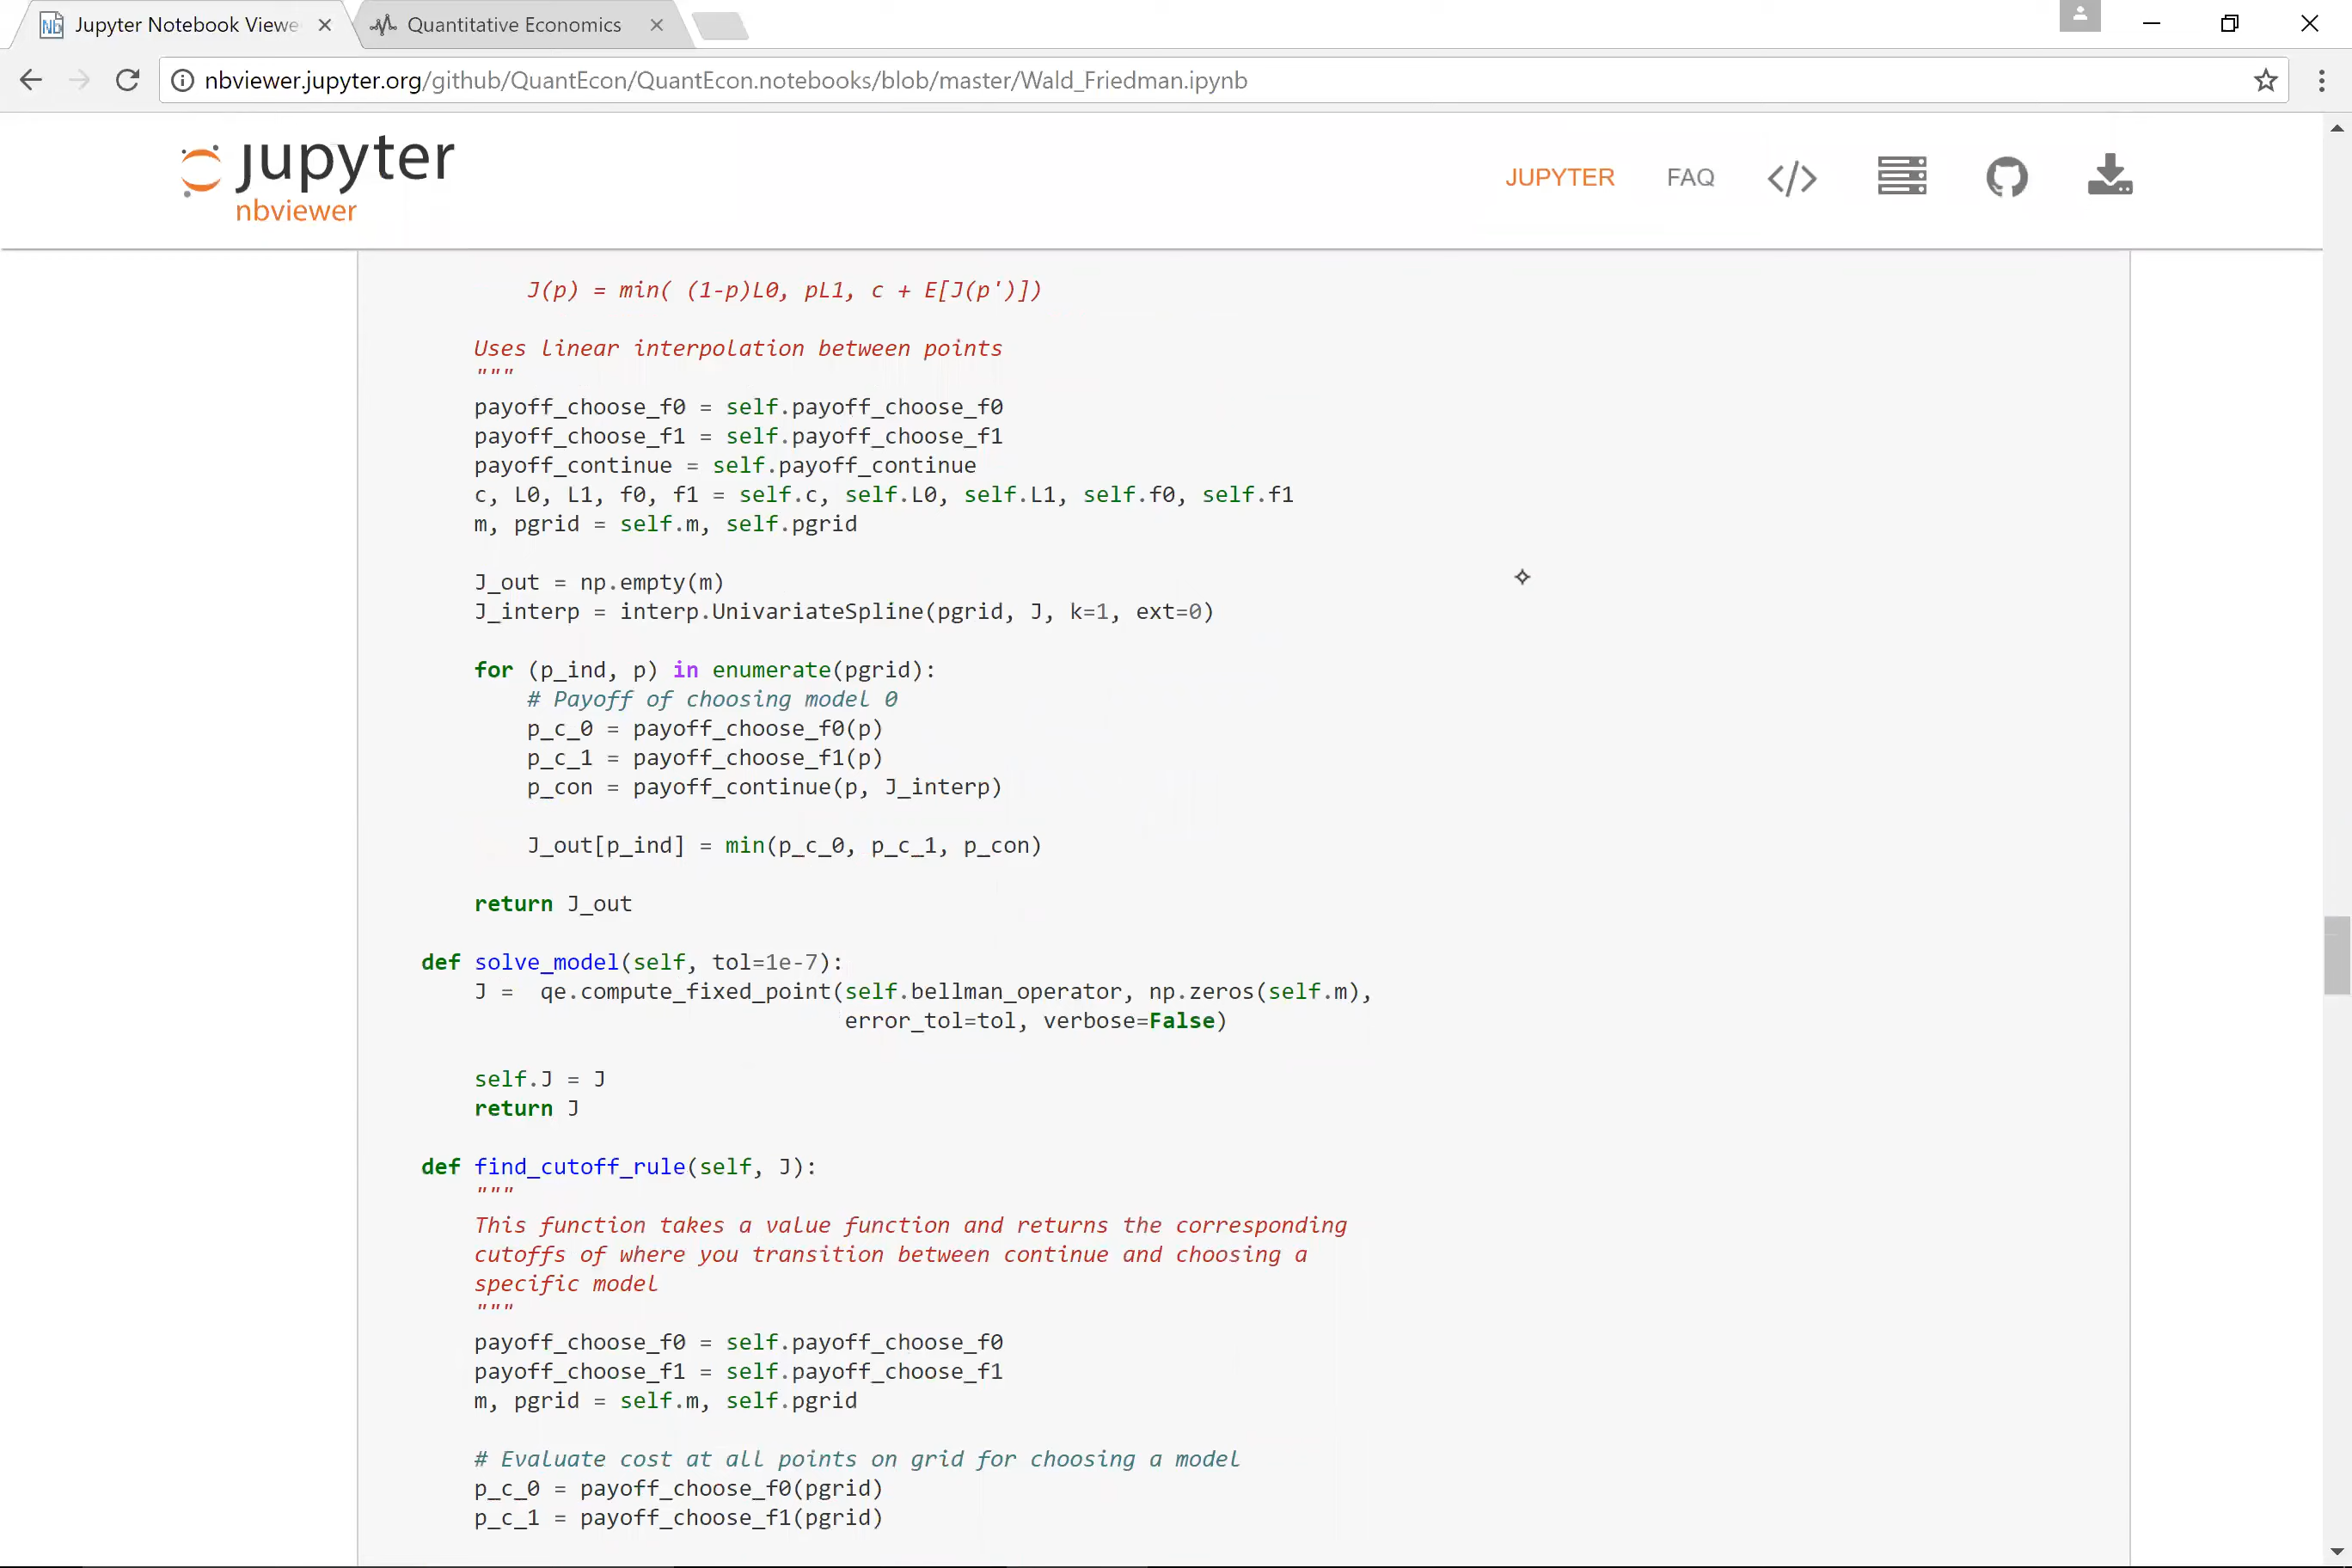 Jupyter Notebook Viewe
Quantitative Economics
nbviewer.jupyter.org/github/QuantEcon/QuantEcon.notebooks/blob/master/Wald_Friedman.ipynb
jupyter
nbviewer
JUPYTER FAQ
J(p) = min( (1-p)L0, pL1, c + E[J(p')])
Uses linear interpolation between points
"""
payoff_choose_f0 = self.payoff_choose_f0
payoff_choose_f1 = self.payoff_choose_f1
payoff_continue = self.payoff_continue
c, L0, L1, f0, f1 = self.c, self.L0, self.L1, self.f0, self.f1
m, pgrid = self.m, self.pgrid
J_out = np.empty(m)
J_interp = interp.UnivariateSpline(pgrid, J, k=1, ext=0)
for (p_ind, p) in enumerate(pgrid):
# Payoff of choosing model 0
p_c_0 = payoff_choose_f0(p)
p_c_1 = payoff_choose_f1(p)
p_con = payoff_continue(p, J_interp)
J_out[p_ind] = min(p_c_0, p_c_1, p_con)
return J_out
def solve_model(self, tol=1e-7):
J =  qe.compute_fixed_point(self.bellman_operator, np.zeros(self.m),
error_tol=tol, verbose=False)
self.J = J
return J
def find_cutoff_rule(self, J):
"""
This function takes a value function and returns the corresponding
cutoffs of where you transition between continue and choosing a
specific model
"""
payoff_choose_f0 = self.payoff_choose_f0
payoff_choose_f1 = self.payoff_choose_f1
m, pgrid = self.m, self.pgrid
# Evaluate cost at all points on grid for choosing a model
p_c_0 = payoff_choose_f0(pgrid)
p_c_1 = payoff_choose_f1(pgrid)